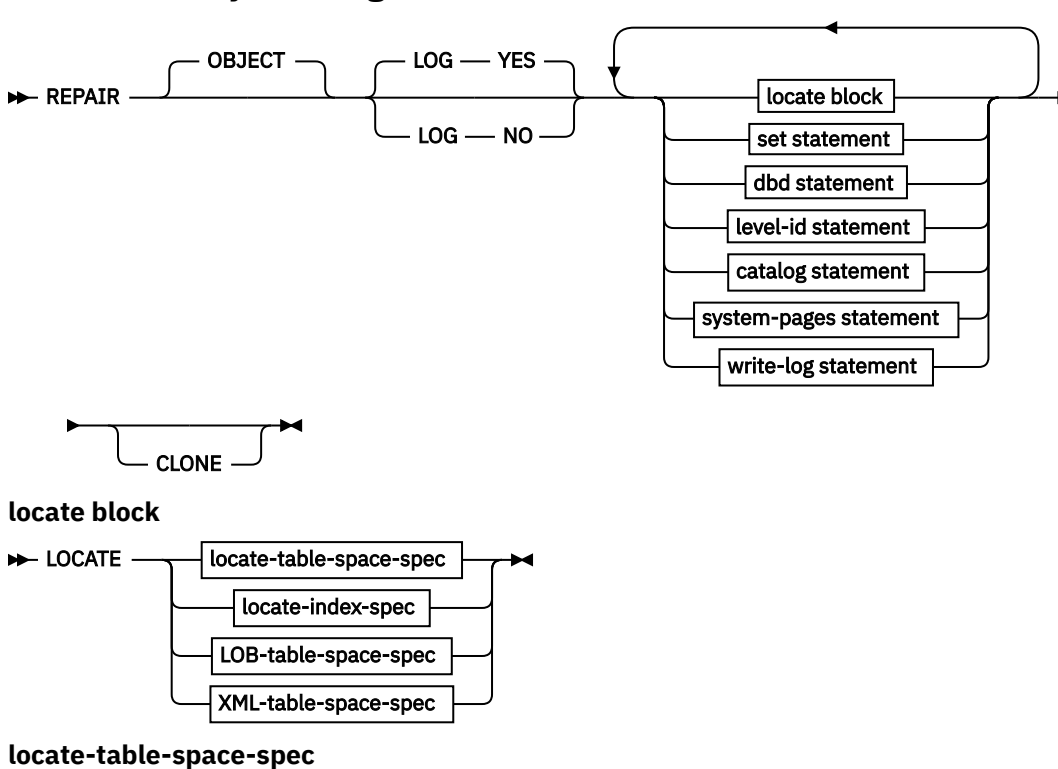 OBJECT
LOG YES
REPAIR
locate block
LOG NO
set statement
dbd statement
level-id statement
catalog statement
system-pages statement
write-log statement
CLONE
locate block
LOCATE
locate-table-space-spec
locate-index-spec
LOB-table-space-spec
XML-table-space-spec
locate-table-space-spec